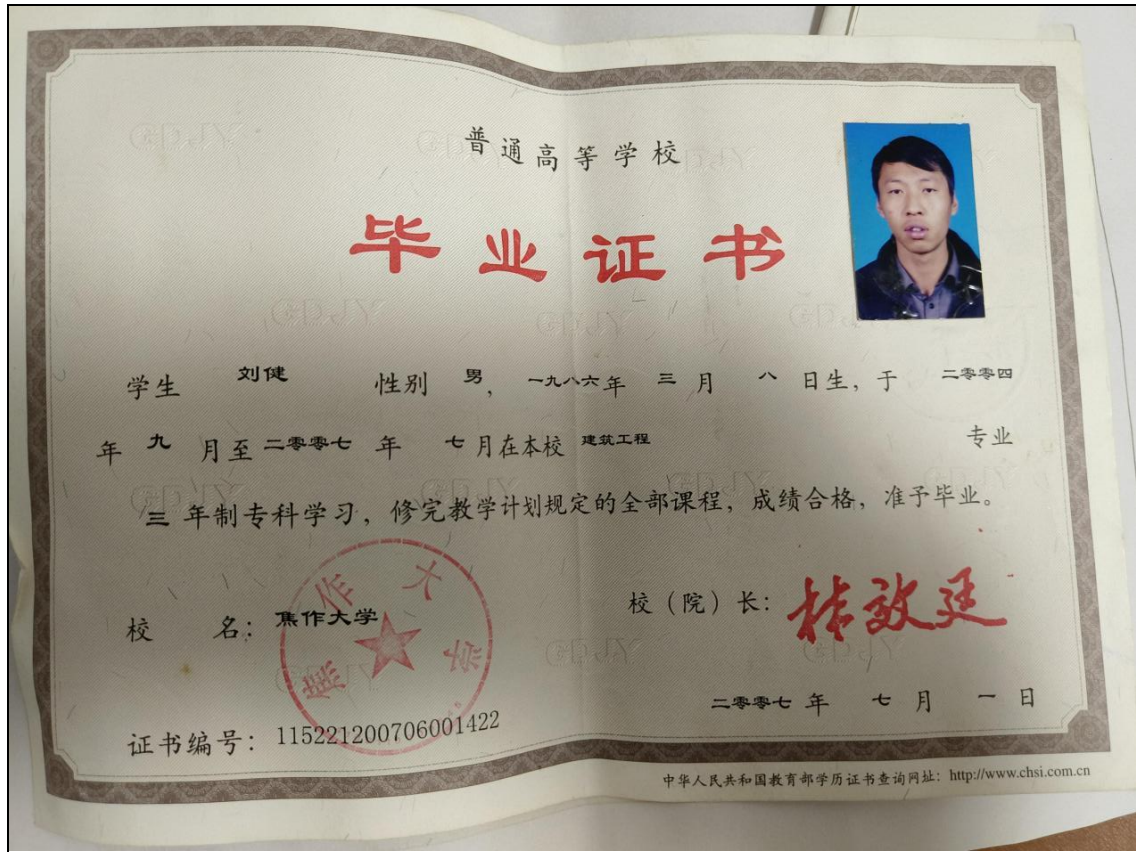 普通高等学校
毕业证书
学生 刘健 性别 男, 一九八六年 三 月 八 日生, 于 二零零四
年 九 月至 二零零七 年 七 月在本校 建筑工程 专业
三 年制专科学习, 修完教学计划规定的全部课程, 成绩合格, 准予毕业。
校 名: 焦作大学
焦作大学
校（院）长:
二零零七 年 七 月 一 日
证书编号: 115221200706001422
中华人民共和国教育部学历证书查询网址: http://www.chsi.com.cn